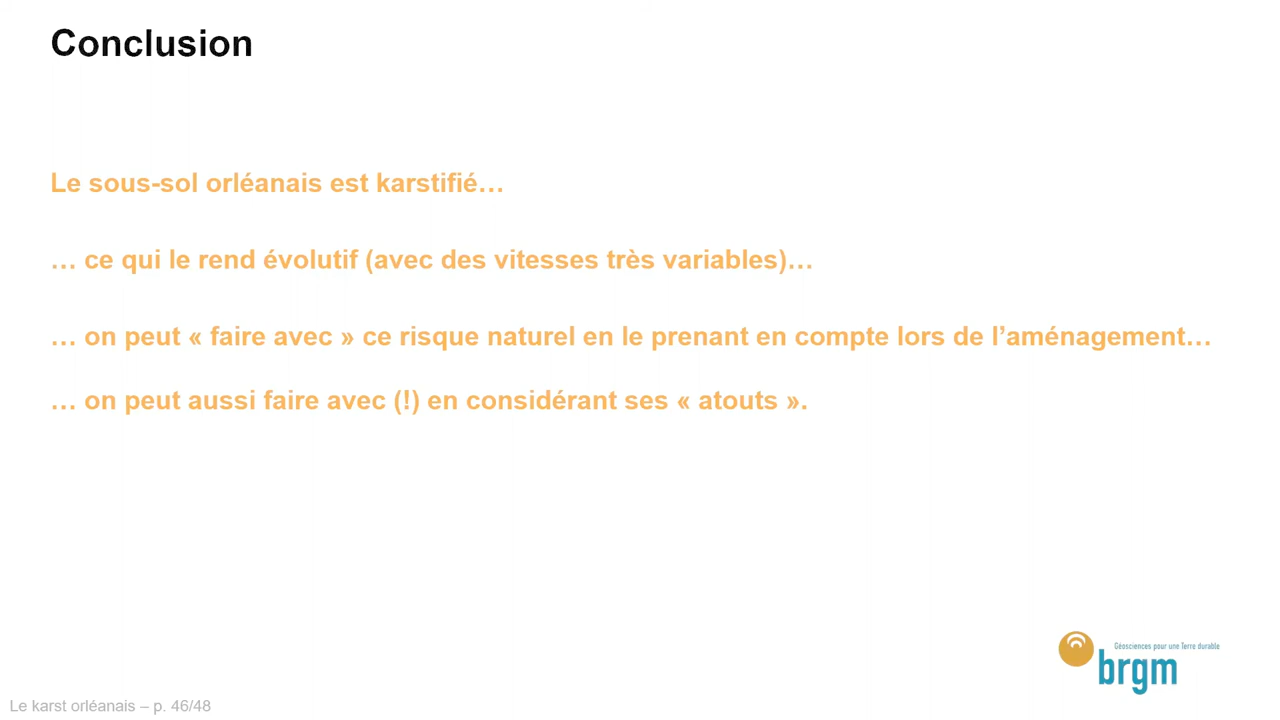 Conclusion
Le sous-sol orléanais est karstifié…
… ce qui le rend évolutif (avec des vitesses très variables)…
… on peut « faire avec » ce risque naturel en le prenant en compte lors de l’aménagement…
… on peut aussi faire avec (!) en considérant ses « atouts ».
Géosciences pour une Terre durable
brgm
Le karst orléanais – p. 46/48